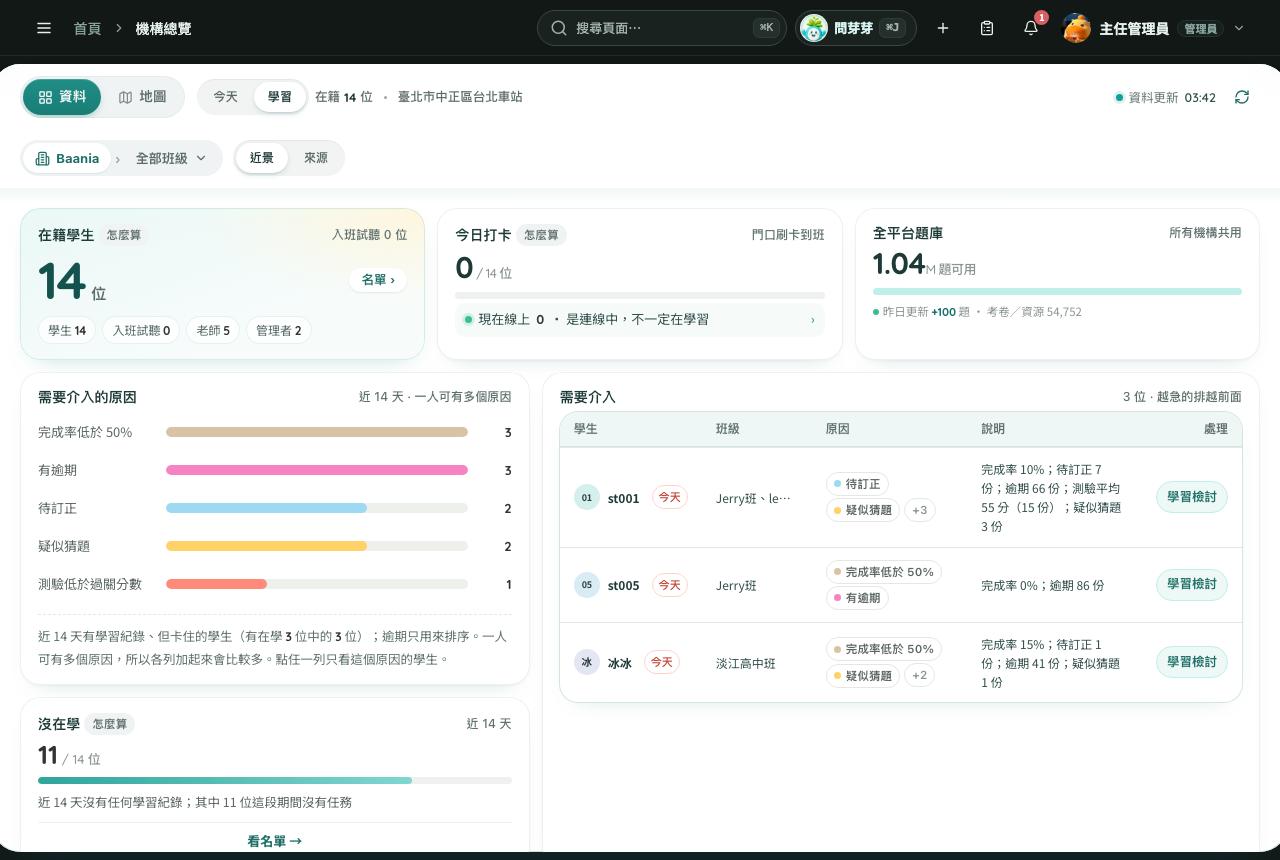 首頁 › 機構總覽
搜尋頁面… ⌘K
問芽芽 ⌘J
1
主任管理員 管理員
資料 地圖
今天 學習 在籍 14 位 • 臺北市中正區台北車站
資料更新 03:42
Baania › 全部班級
近景 來源
在籍學生 怎麼算 入班試聽 0 位
14 位
名單 ›
學生 14 入班試聽 0 老師 5 管理者 2
今日打卡 怎麼算 門口刷卡到班
0 / 14 位
現在線上 0 · 是連線中，不一定在學習 ›
全平台題庫 所有機構共用
1.04M 題可用
昨日更新 +100 題 · 考卷／資源 54,752
需要介入的原因 近 14 天 · 一人可有多個原因
完成率低於 50% 3
有逾期 3
待訂正 2
疑似猜題 2
測驗低於過關分數 1
近 14 天有學習紀錄、但卡住的學生（有在學 3 位中的 3 位）；逾期只用來排序。一人
可有多個原因，所以各列加起來會比較多。點任一列只看這個原因的學生。
沒在學 怎麼算 近 14 天
11 / 14 位
近 14 天沒有任何學習紀錄；其中 11 位這段期間沒有任務
看名單 →
需要介入 3 位 · 越急的排越前面
學生 班級 原因 說明 處理
01 st001 今天 Jerry班、le…
待訂正
疑似猜題 +3
完成率 10%；待訂正 7
份；逾期 66 份；測驗平均
55 分（15 份）；疑似猜題
3 份
學習檢討
05 st005 今天 Jerry班
完成率低於 50%
有逾期
完成率 0%；逾期 86 份
學習檢討
冰 冰冰 今天 淡江高中班
完成率低於 50%
疑似猜題 +2
完成率 15%；待訂正 1
份；逾期 41 份；疑似猜題
1 份
學習檢討